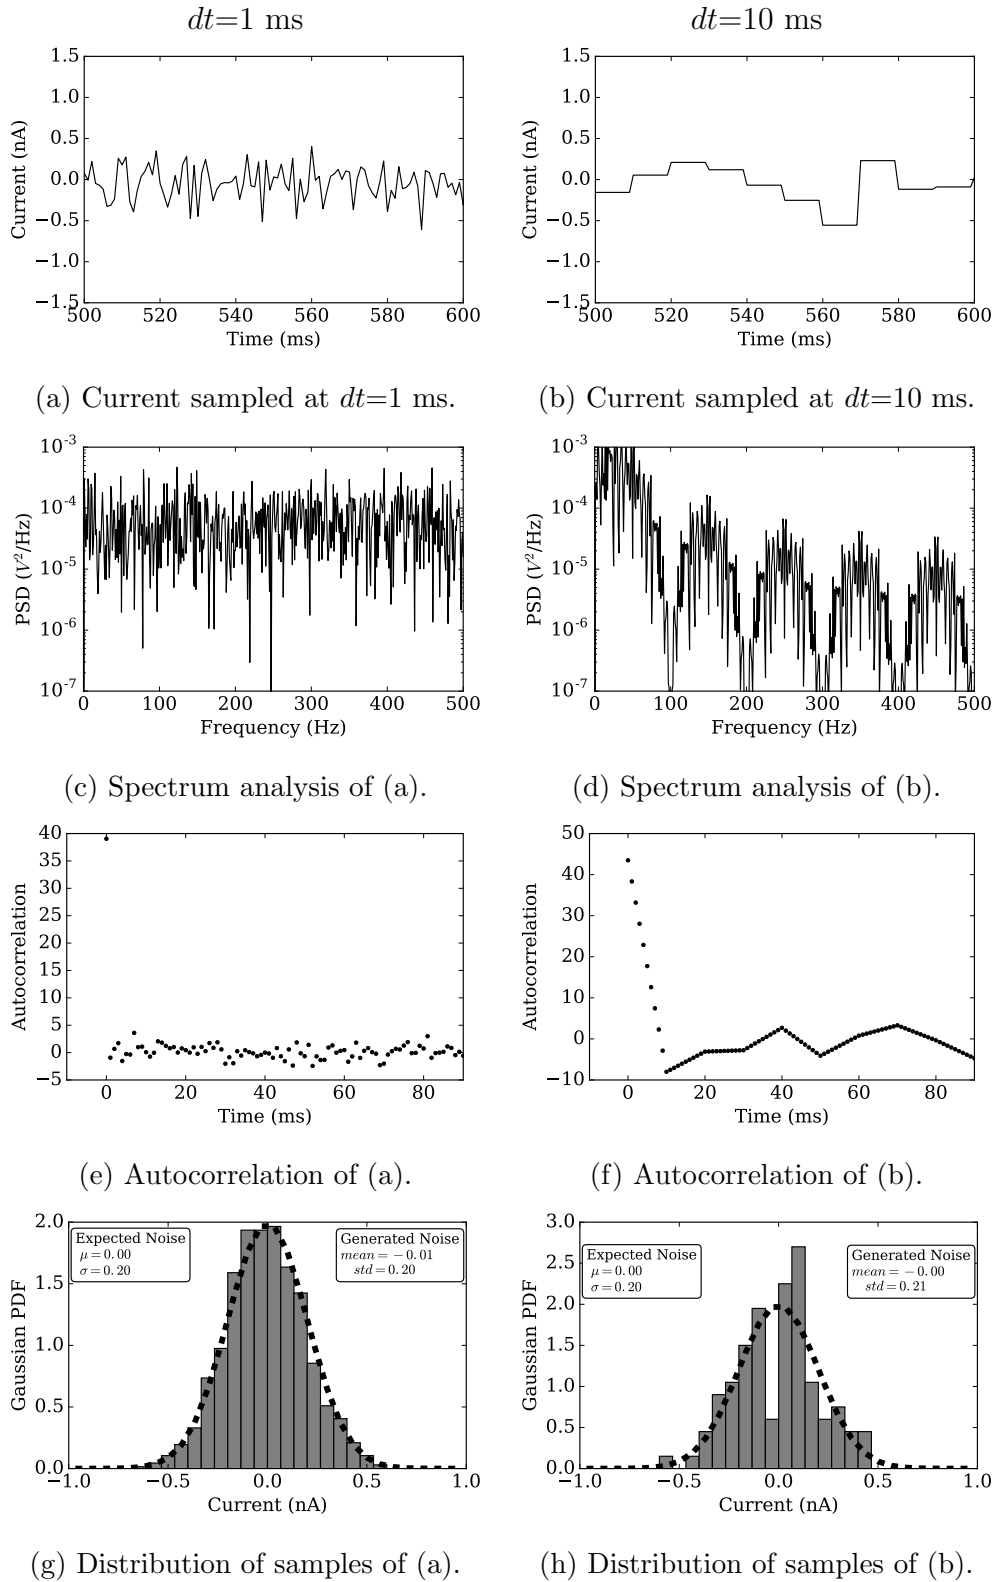 dt=1 ms
dt=10 ms
1.5
1.0
0.5
0.0
−0.5
−1.0
−1.5
Current (nA)
500 520 540 560 580 600
Time (ms)
1.5
1.0
0.5
0.0
−0.5
−1.0
−1.5
Current (nA)
500 520 540 560 580 600
Time (ms)
(a) Current sampled at dt=1 ms.
(b) Current sampled at dt=10 ms.
10⁻³
10⁻⁴
10⁻⁵
10⁻⁶
10⁻⁷
PSD (V²/Hz)
0 100 200 300 400 500
Frequency (Hz)
10⁻³
10⁻⁴
10⁻⁵
10⁻⁶
10⁻⁷
PSD (V²/Hz)
0 100 200 300 400 500
Frequency (Hz)
(c) Spectrum analysis of (a).
(d) Spectrum analysis of (b).
40
35
30
25
20
15
10
5
0
−5
Autocorrelation
0 20 40 60 80
Time (ms)
50
40
30
20
10
0
−10
Autocorrelation
0 20 40 60 80
Time (ms)
(e) Autocorrelation of (a).
(f) Autocorrelation of (b).
2.0
1.5
1.0
0.5
0.0
Gaussian PDF
Expected Noise
μ = 0.00
σ = 0.20
Generated Noise
mean = −0.01
std = 0.20
−1.0 −0.5 0.0 0.5 1.0
Current (nA)
3.0
2.5
2.0
1.5
1.0
0.5
0.0
Gaussian PDF
Expected Noise
μ = 0.00
σ = 0.20
Generated Noise
mean = −0.00
std = 0.21
−1.0 −0.5 0.0 0.5 1.0
Current (nA)
(g) Distribution of samples of (a).
(h) Distribution of samples of (b).